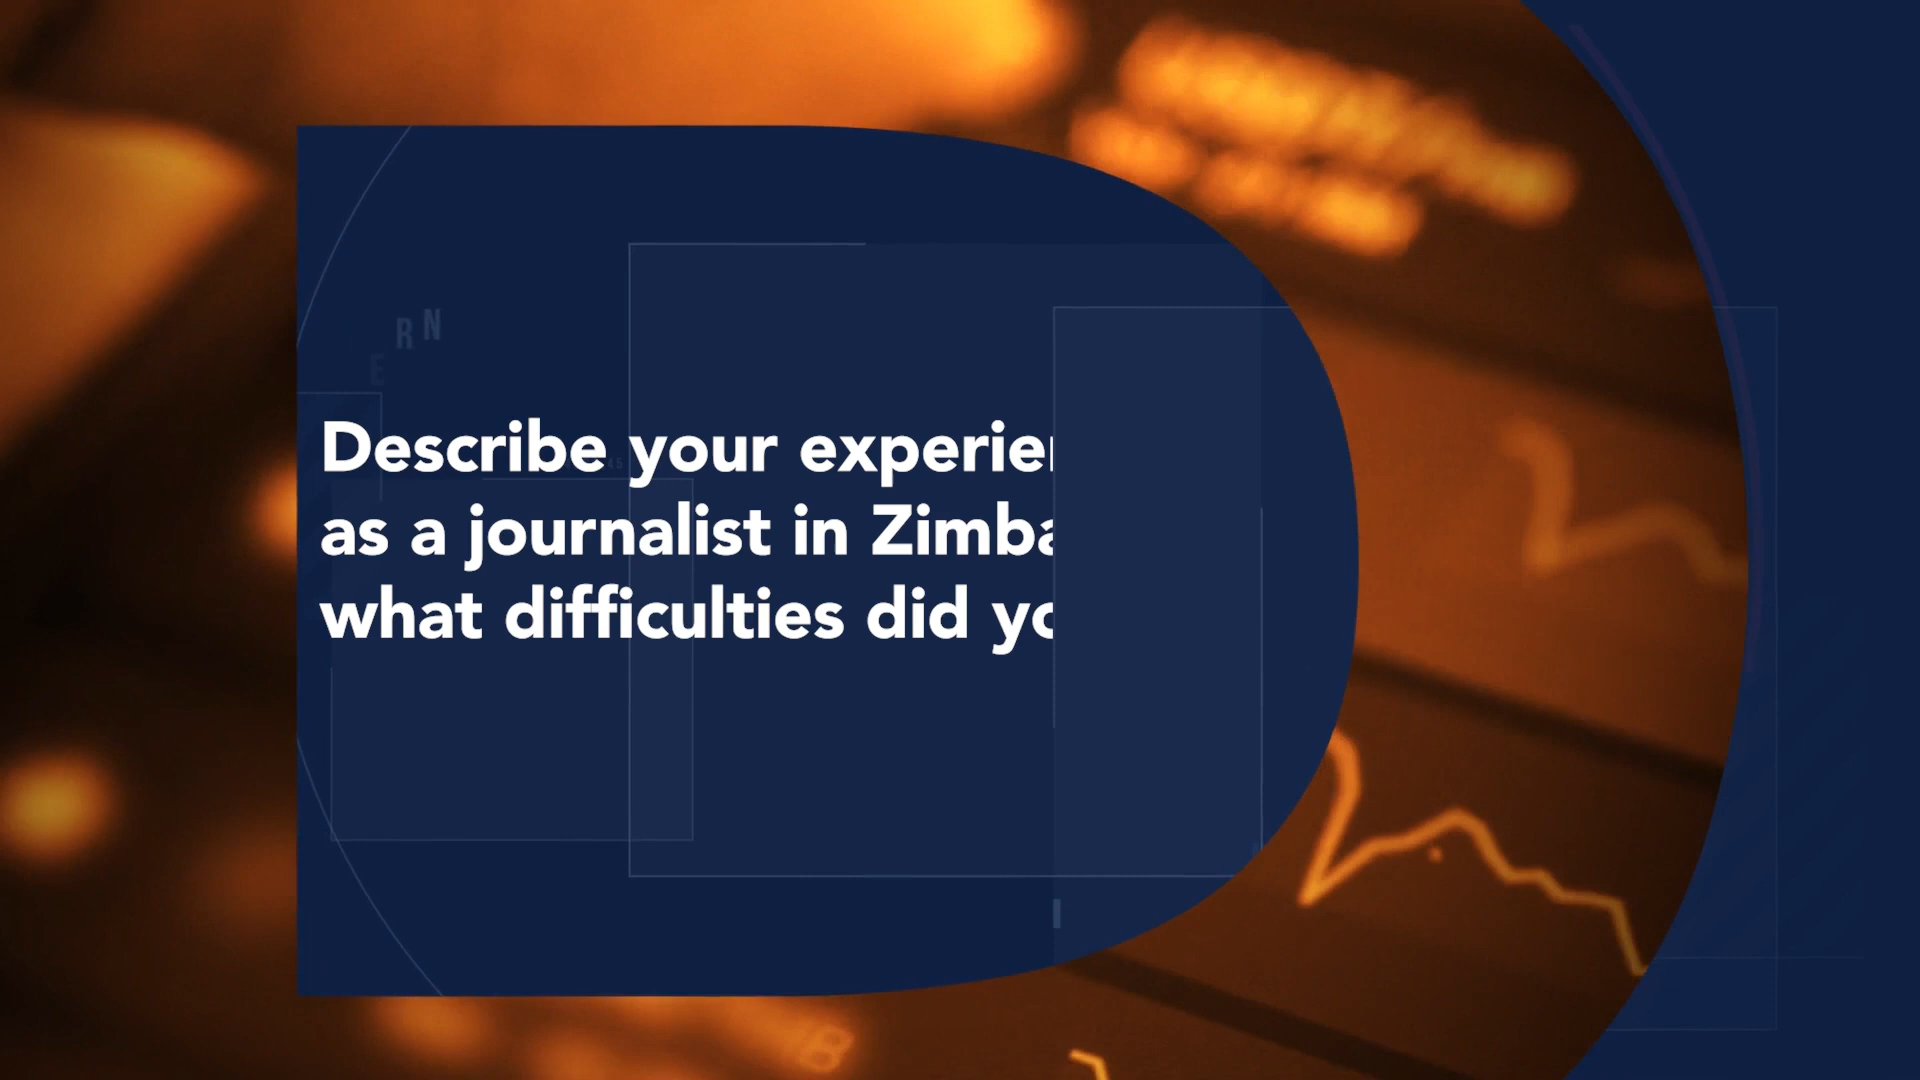 Describe your experie
as a journalist in Zimba
what difficulties did yo